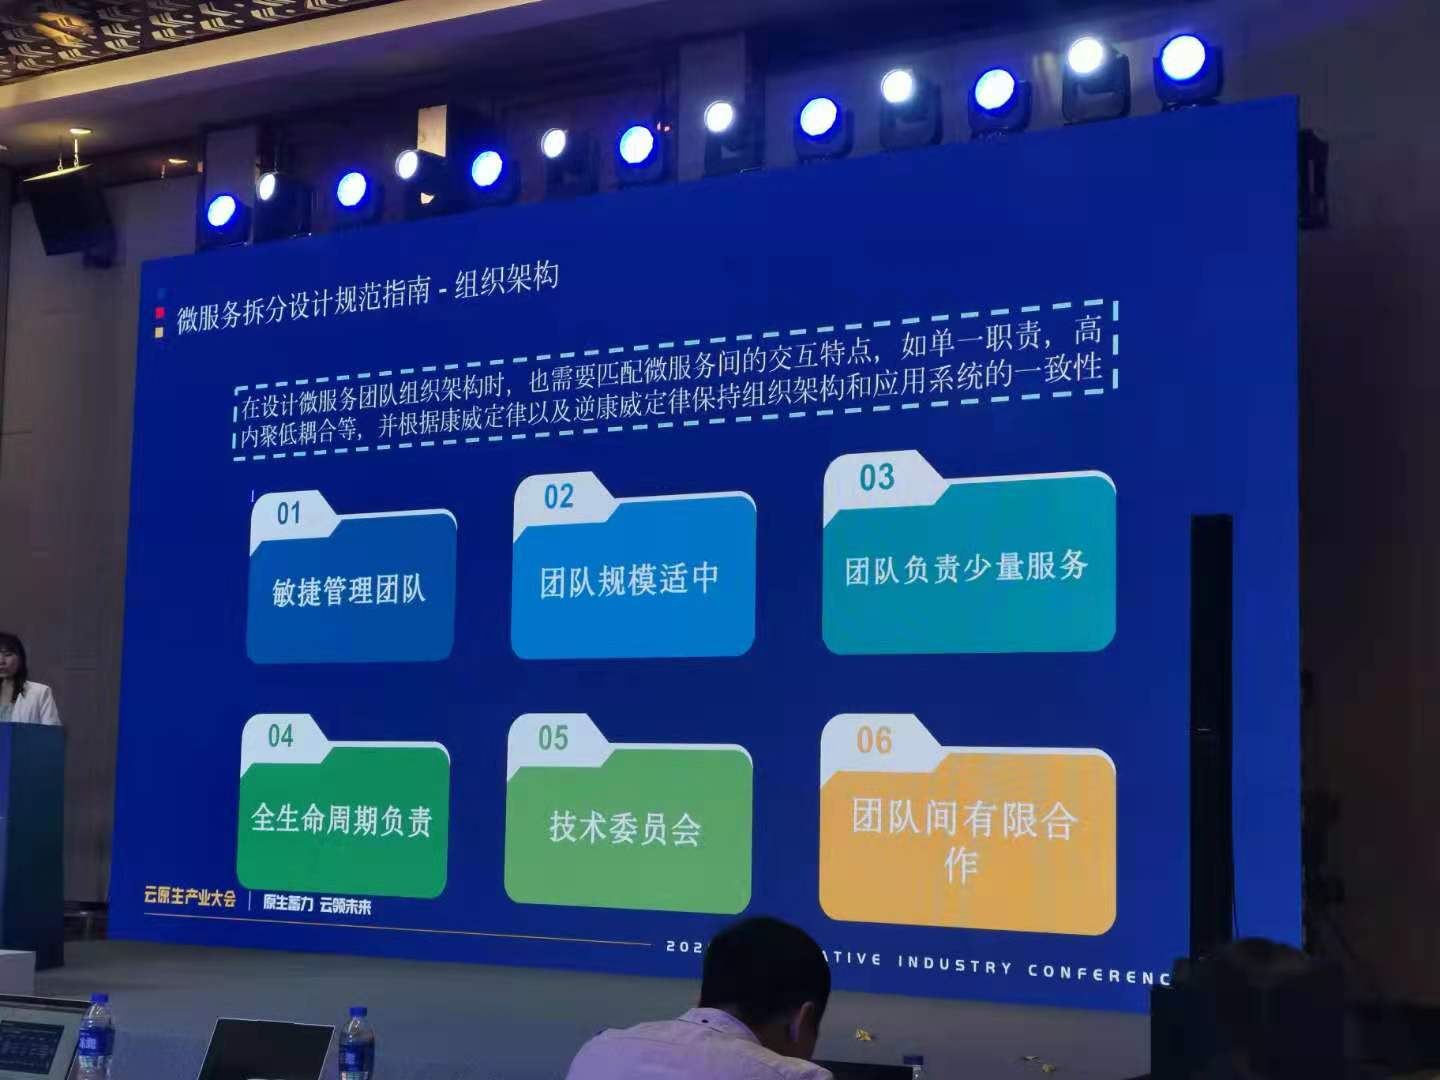 微服务拆分设计规范指南 - 组织架构
在设计微服务团队组织架构时，也需要匹配微服务间的交互特点，如单一职责，高
内聚低耦合等，并根据康威定律以及逆康威定律保持组织架构和应用系统的一致性
01
敏捷管理团队
02
团队规模适中
03
团队负责少量服务
04
全生命周期负责
05
技术委员会
06
团队间有限合
作
云原生产业大会 | 原生蓄力 云领未来
INDUSTRY CONFERENC